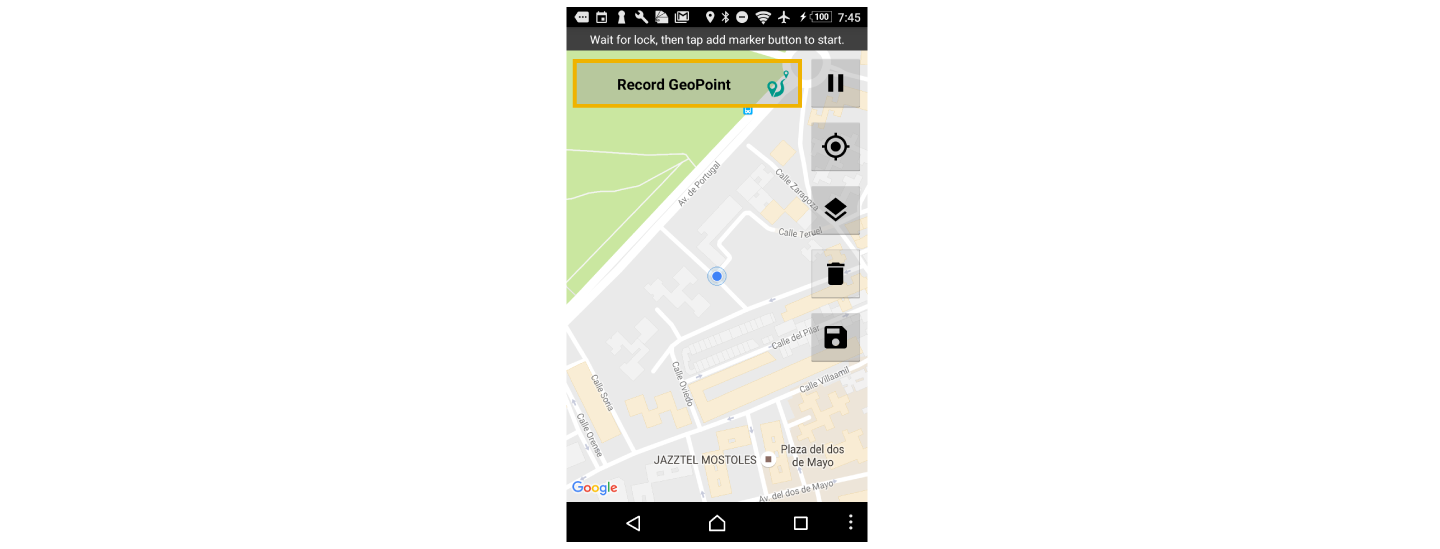 100 7:45
Wait for lock, then tap add marker button to start.
Record GeoPoint
Av. de Portugal
Calle Zaragoza
Calle Teruel
Calle del Pilar
Calle Villaamil
Calle Oviedo
Calle Soria
Calle Orense
JAZZTEL MOSTOLES
Plaza del dos
de Mayo
Google
Av. del dos de Mayo